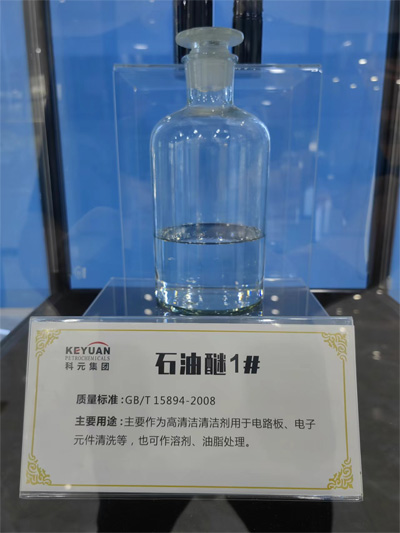 KEYUAN
PETROCHEMICALS
科元集团
石油醚1#
质量标准:GB/T 15894-2008
主要用途:主要作为高清洁清洁剂用于电路板、电子
元件清洗等，也可作溶剂、油脂处理。